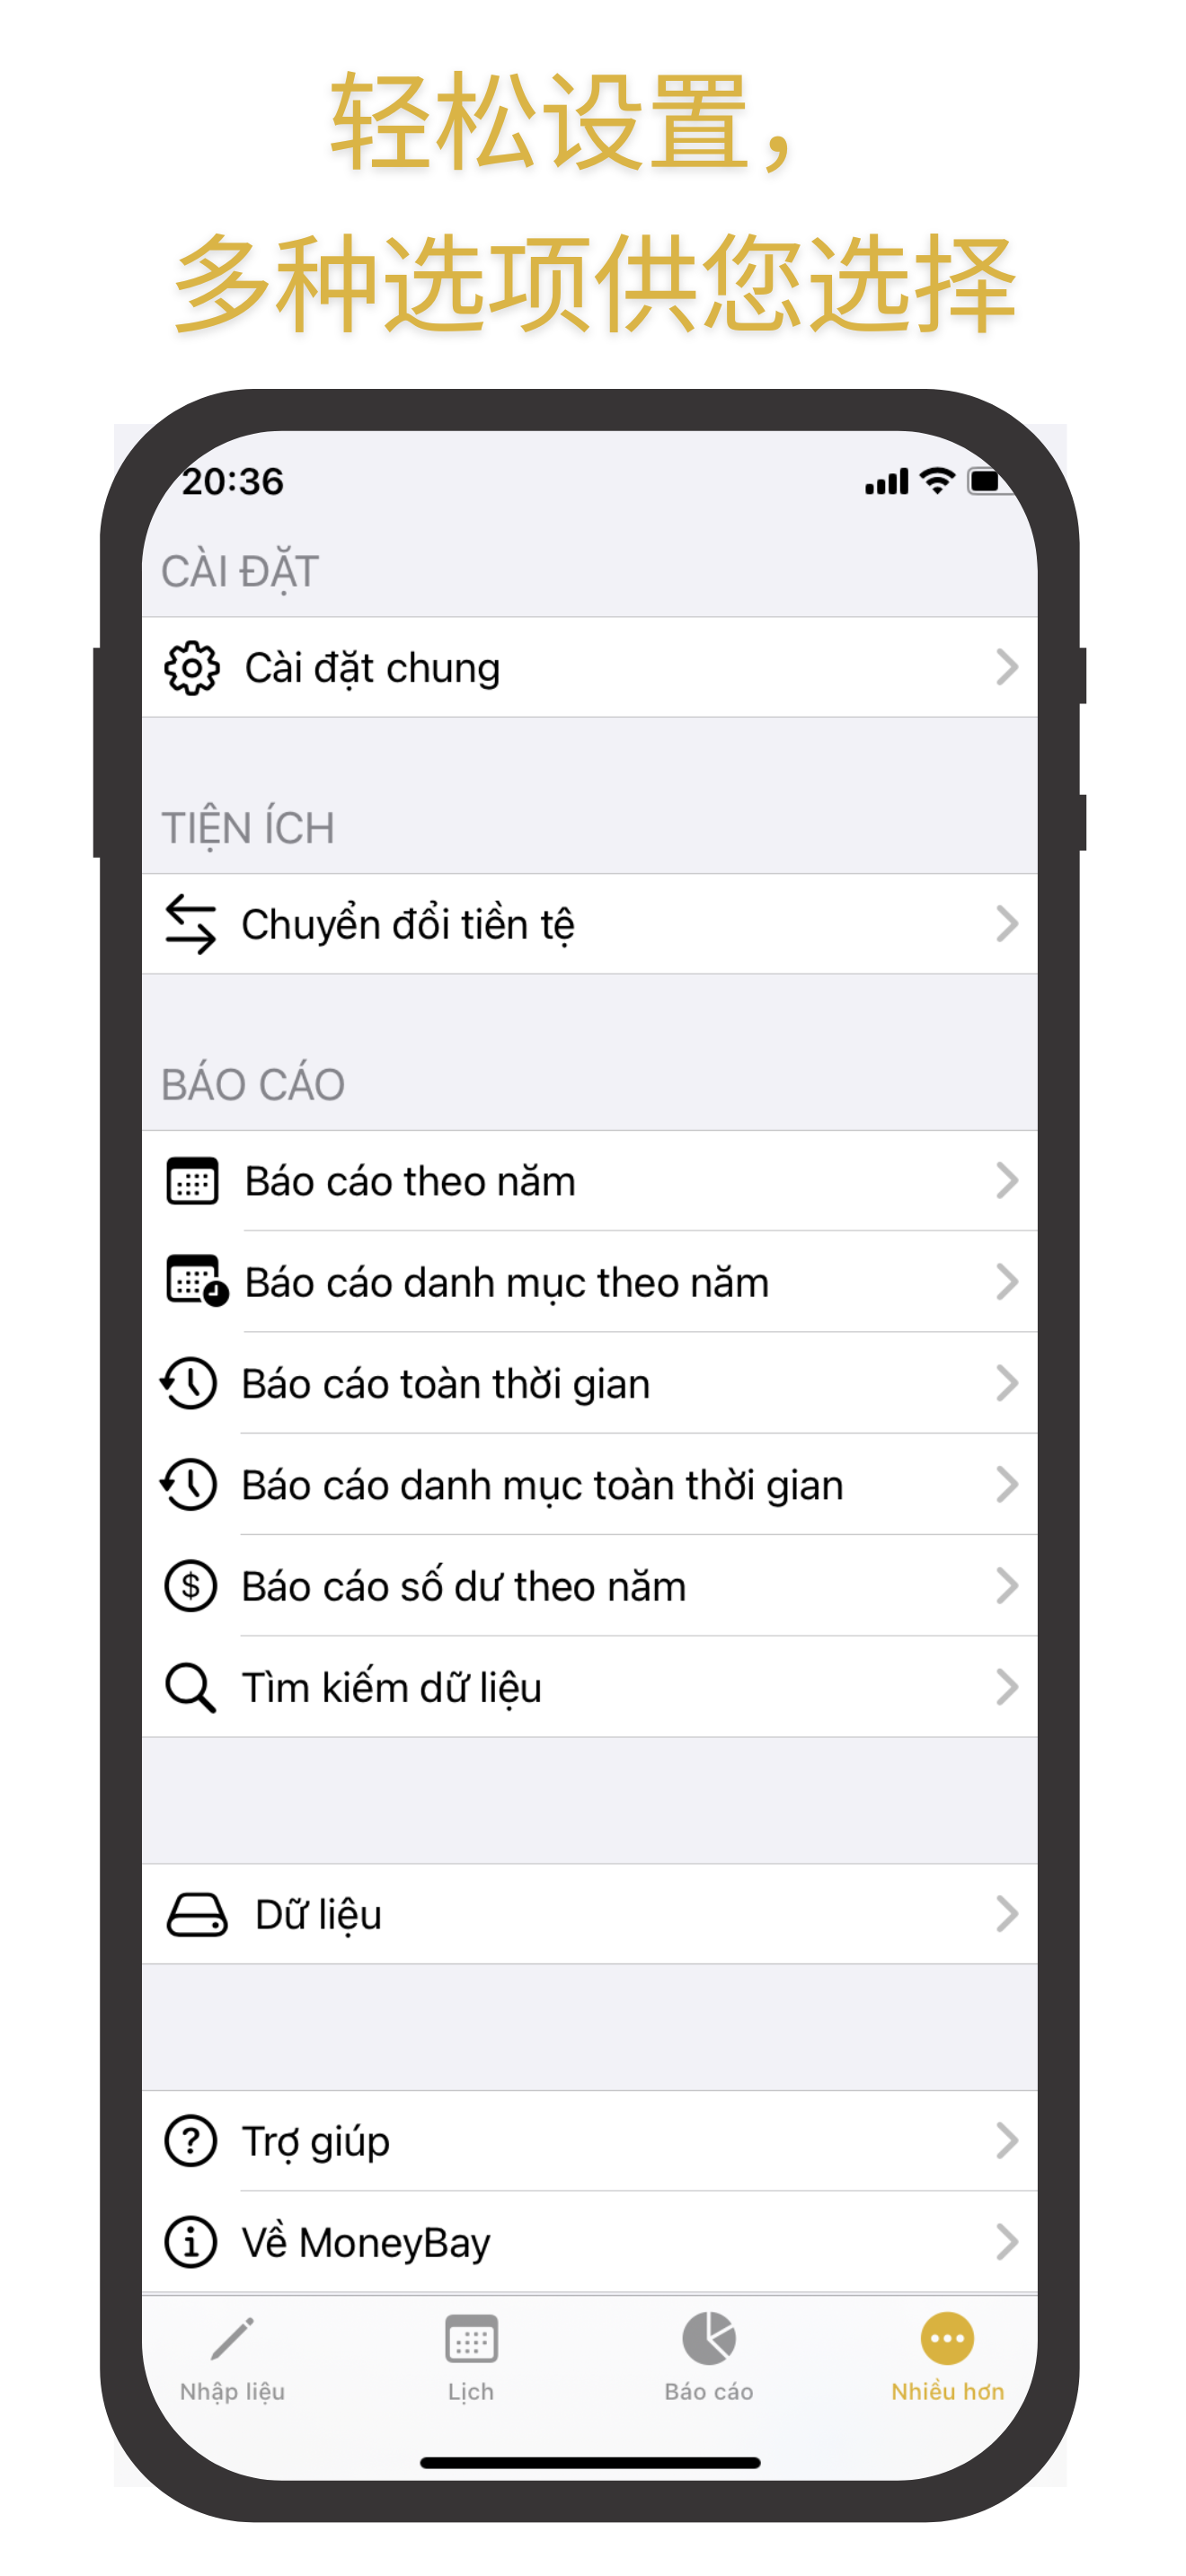 轻松设置，
多种选项供您选择
20:36
CÀI ĐẶT
Cài đặt chung
TIỆN ÍCH
Chuyển đổi tiền tệ
BÁO CÁO
Báo cáo theo năm
Báo cáo danh mục theo năm
Báo cáo toàn thời gian
Báo cáo danh mục toàn thời gian
Báo cáo số dư theo năm
Tìm kiếm dữ liệu
Dữ liệu
Trợ giúp
Về MoneyBay
Nhập liệu
Lịch
Báo cáo
Nhiều hơn